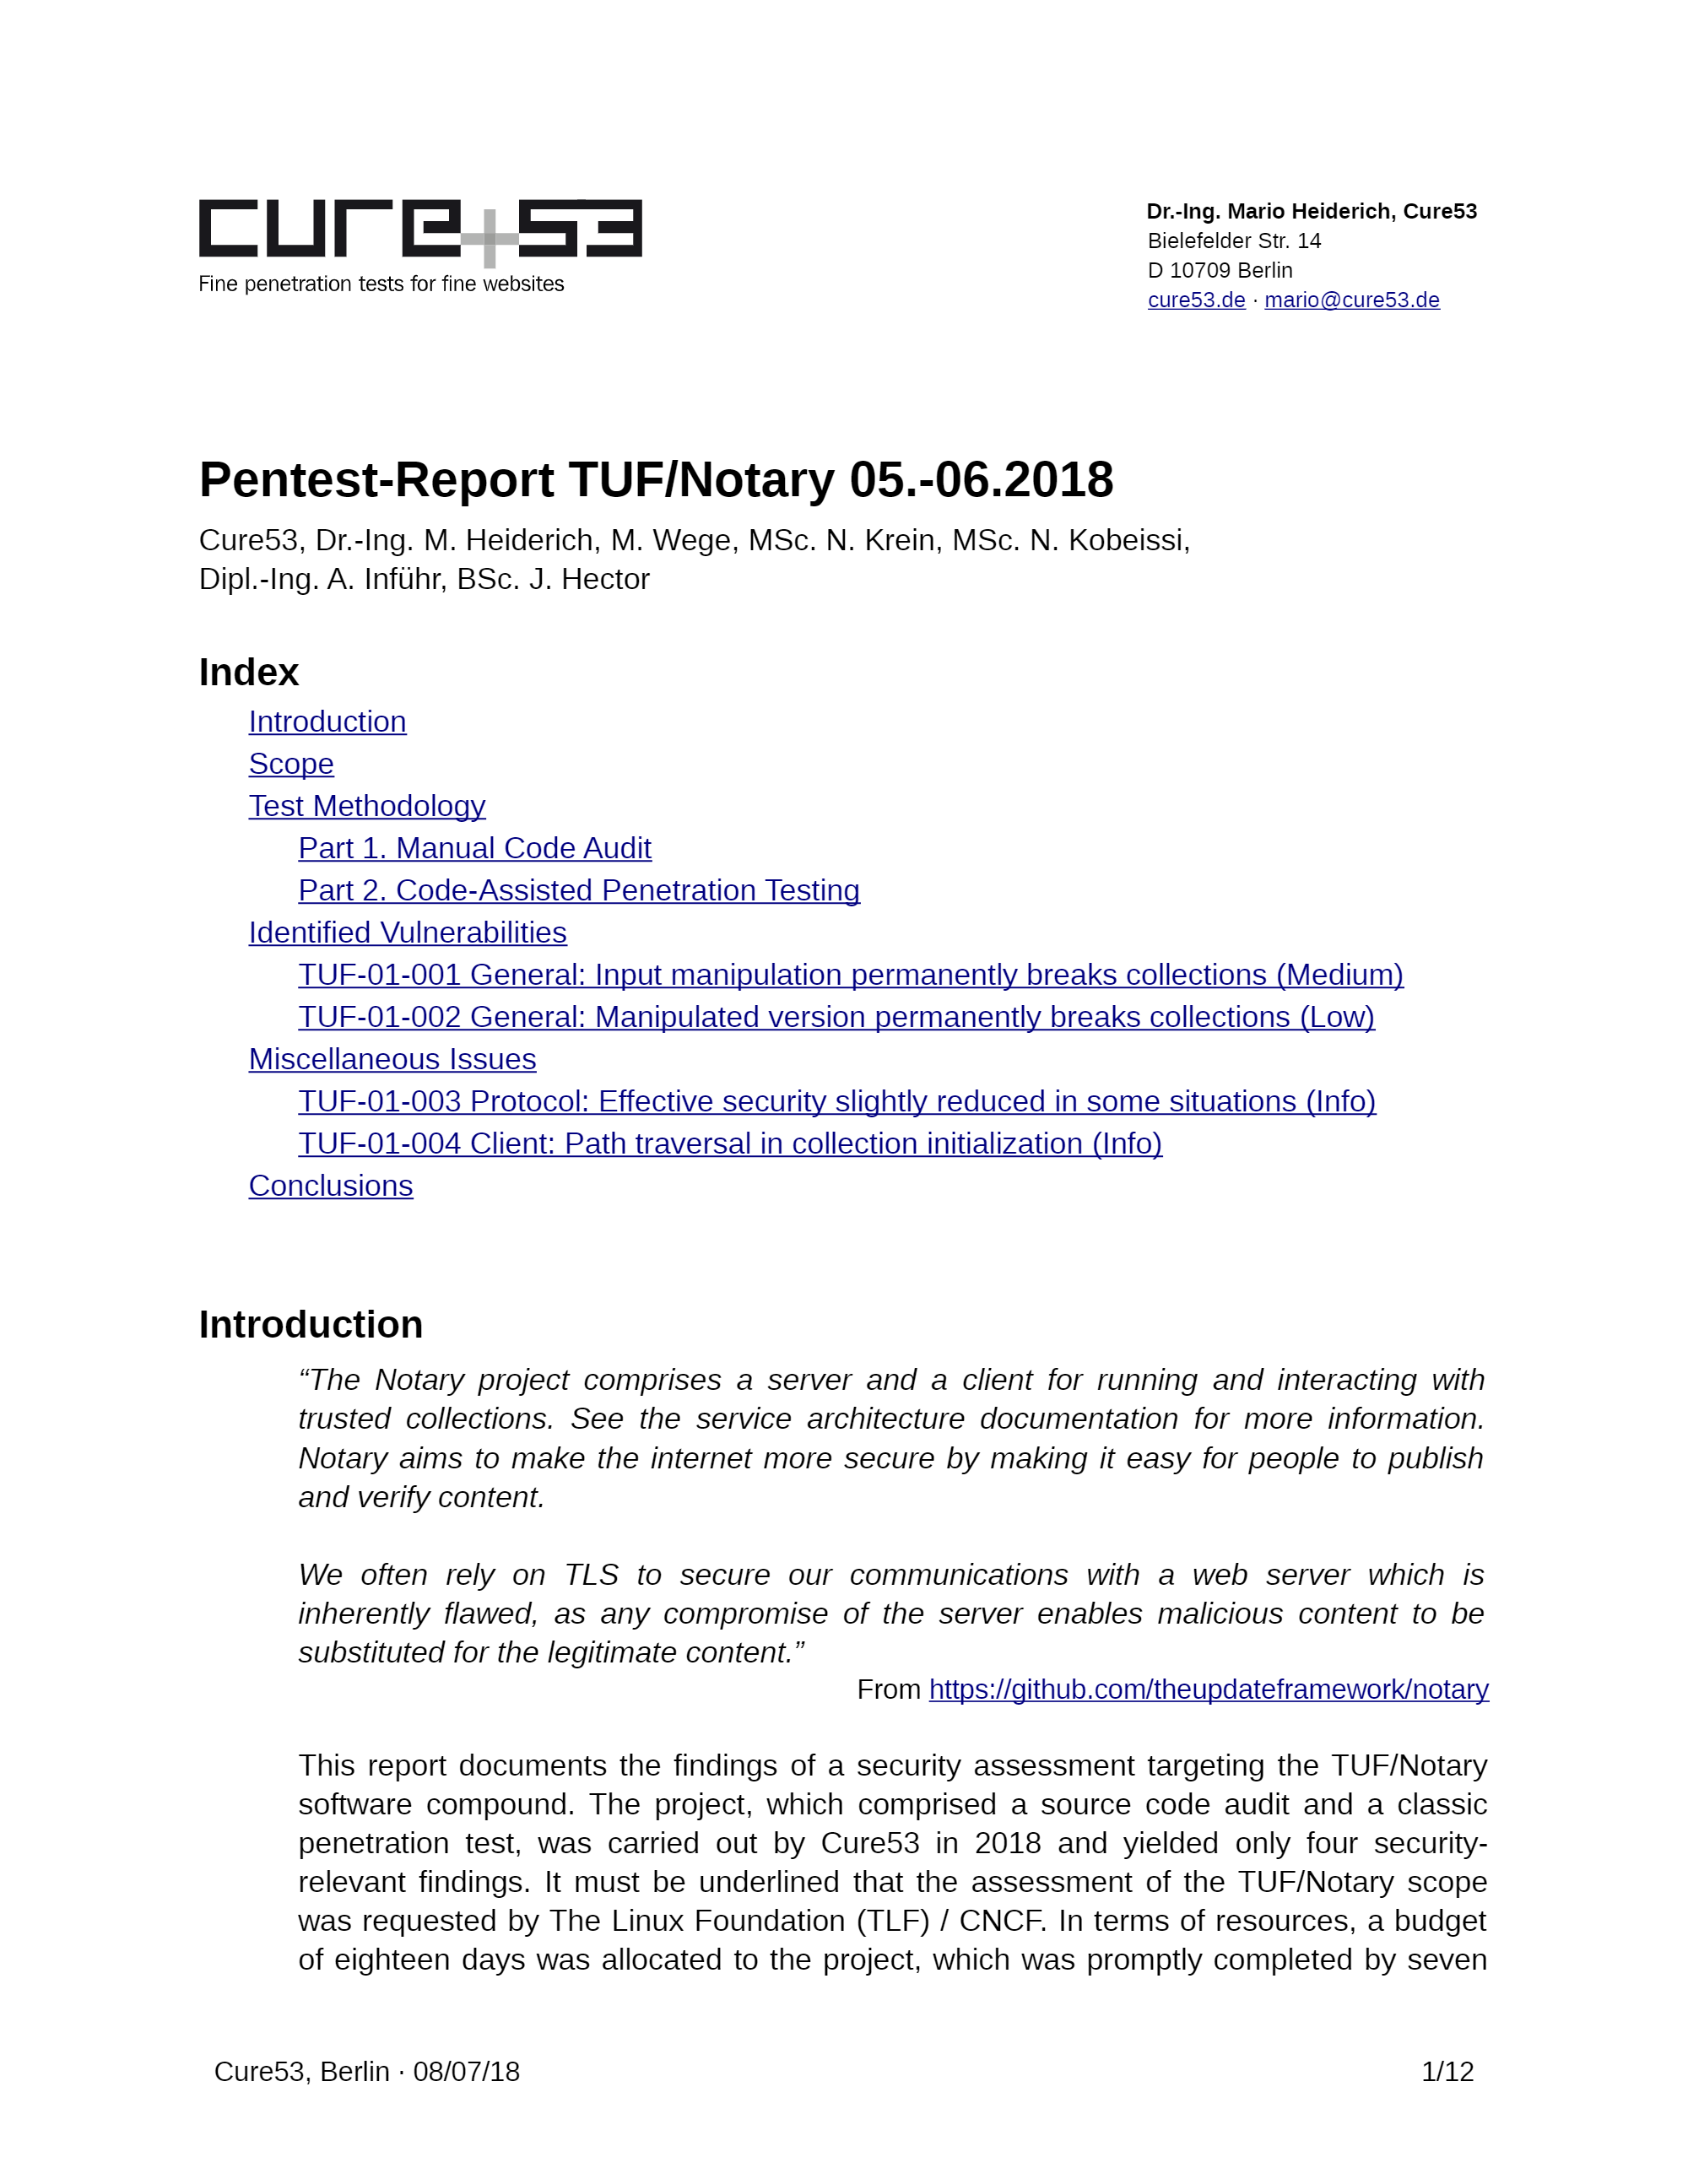 cure53
Fine penetration tests for fine websites
Dr.-Ing. Mario Heiderich, Cure53
Bielefelder Str. 14
D 10709 Berlin
cure53.de · mario@cure53.de
Pentest-Report TUF/Notary 05.-06.2018
Cure53, Dr.-Ing. M. Heiderich, M. Wege, MSc. N. Krein, MSc. N. Kobeissi,
Dipl.-Ing. A. Inführ, BSc. J. Hector
Index
Introduction
Scope
Test Methodology
Part 1. Manual Code Audit
Part 2. Code-Assisted Penetration Testing
Identified Vulnerabilities
TUF-01-001 General: Input manipulation permanently breaks collections (Medium)
TUF-01-002 General: Manipulated version permanently breaks collections (Low)
Miscellaneous Issues
TUF-01-003 Protocol: Effective security slightly reduced in some situations (Info)
TUF-01-004 Client: Path traversal in collection initialization (Info)
Conclusions
Introduction
“The Notary project comprises a server and a client for running and interacting with
trusted collections. See the service architecture documentation for more information.
Notary aims to make the internet more secure by making it easy for people to publish
and verify content.
We often rely on TLS to secure our communications with a web server which is
inherently flawed, as any compromise of the server enables malicious content to be
substituted for the legitimate content.”
From https://github.com/theupdateframework/notary
This report documents the findings of a security assessment targeting the TUF/Notary
software compound. The project, which comprised a source code audit and a classic
penetration test, was carried out by Cure53 in 2018 and yielded only four security-
relevant findings. It must be underlined that the assessment of the TUF/Notary scope
was requested by The Linux Foundation (TLF) / CNCF. In terms of resources, a budget
of eighteen days was allocated to the project, which was promptly completed by seven
Cure53, Berlin · 08/07/18
1/12